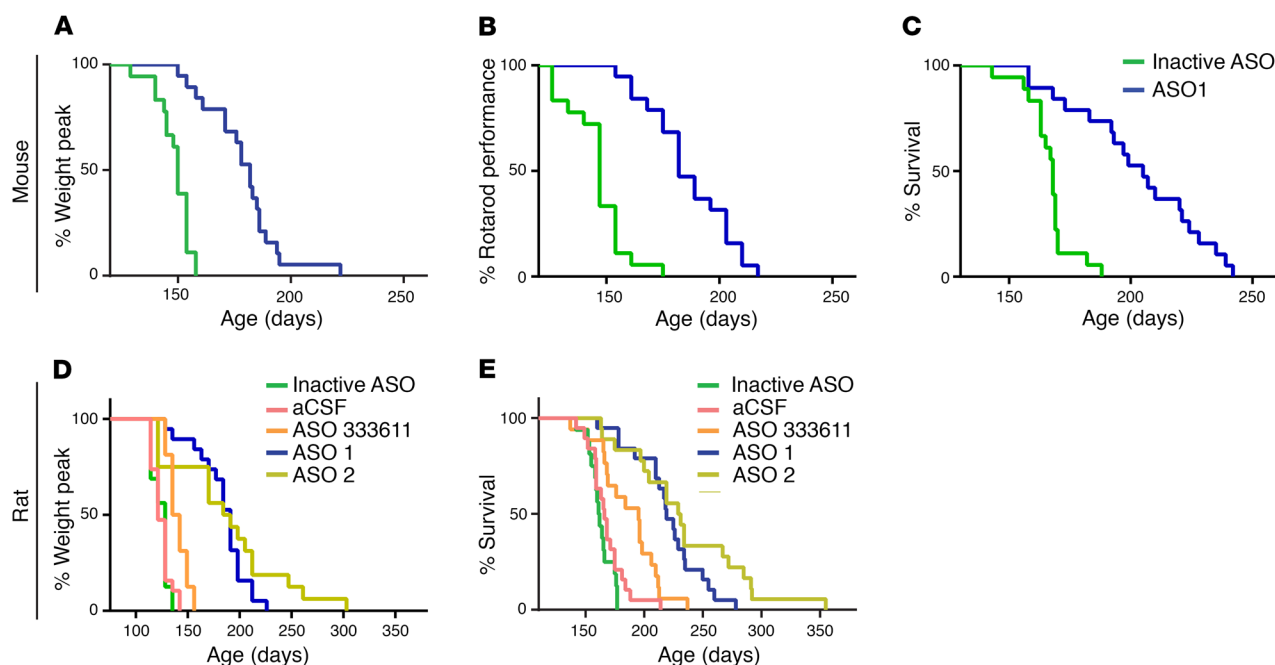 A
B
C
Mouse
% Weight peak
100
50
0
150
200
250
Age (days)
% Rotarod performance
100
50
0
150
200
250
Age (days)
% Survival
100
50
0
150
200
250
Age (days)
Inactive ASO
ASO1
D
E
Rat
% Weight peak
100
50
0
100
150
200
250
300
350
Age (days)
Inactive ASO
aCSF
ASO 333611
ASO 1
ASO 2
% Survival
100
50
0
150
200
250
300
350
Age (days)
Inactive ASO
aCSF
ASO 333611
ASO 1
ASO 2